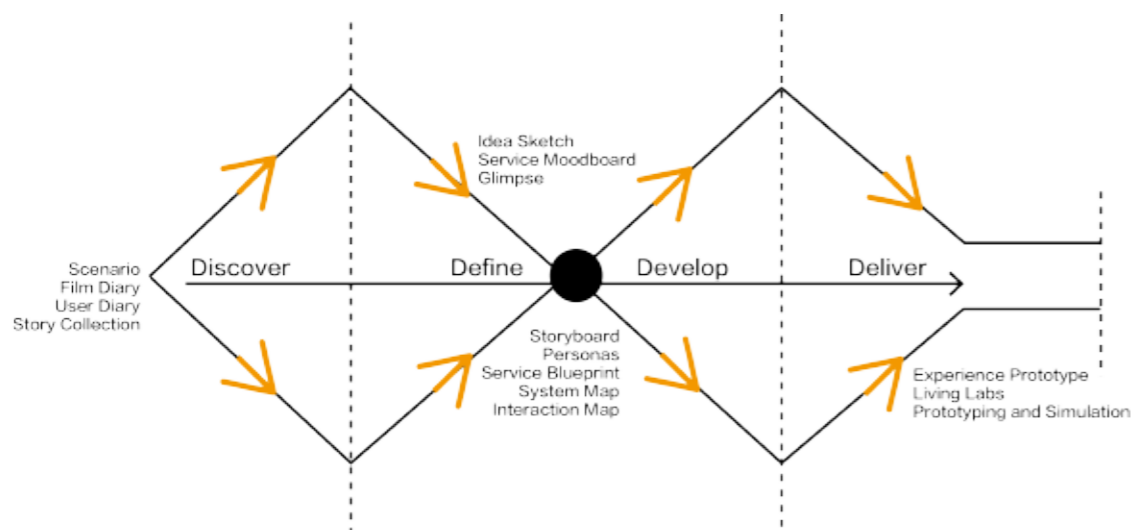 Idea Sketch
Service Moodboard
Glimpse
Scenario
Film Diary
User Diary
Story Collection
Discover
Define
Develop
Deliver
Storyboard
Personas
Service Blueprint
System Map
Interaction Map
Experience Prototype
Living Labs
Prototyping and Simulation